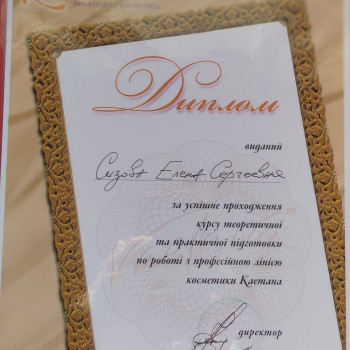 Диплом
виданий
Сизова Елена Сергеевна
за успішне проходження
курсу теоретичної
та практичної підготовки
по роботі з професійною лінією
косметики Каетана
директор